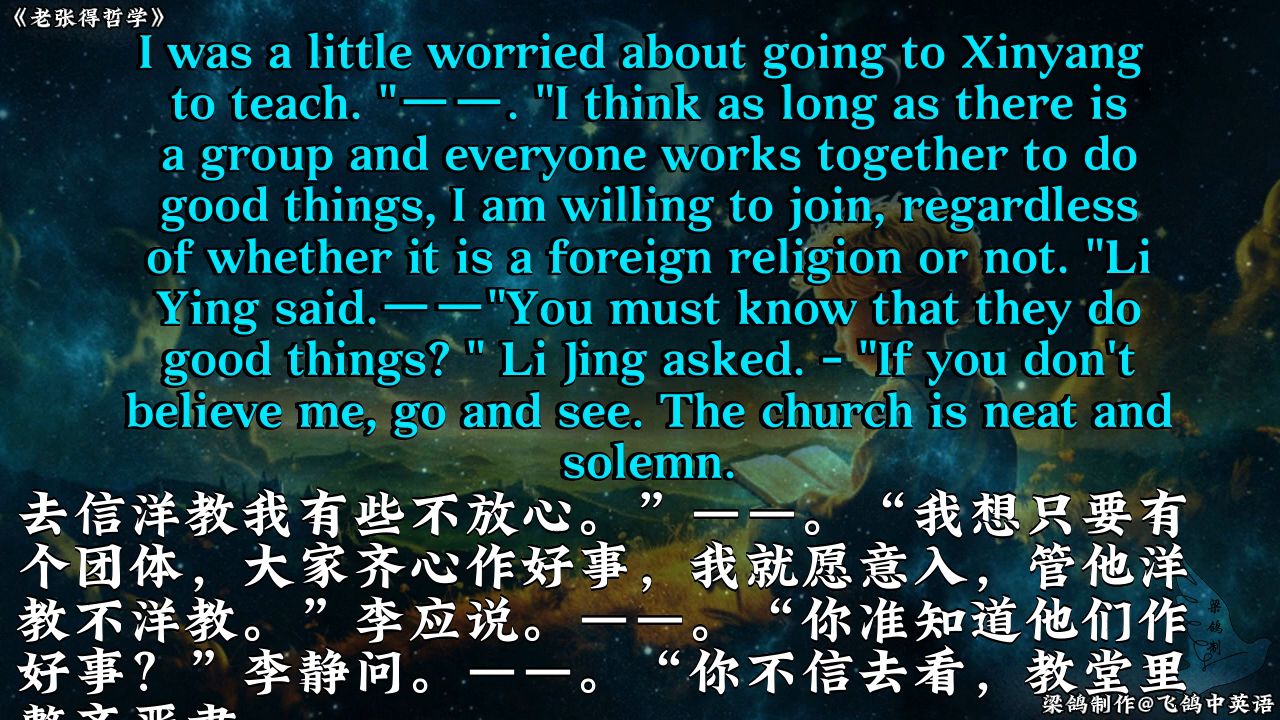 《老张得哲学》
I was a little worried about going to Xinyang
to teach. "——. "I think as long as there is
a group and everyone works together to do
good things, I am willing to join, regardless
of whether it is a foreign religion or not. "Li
Ying said.——"You must know that they do
good things? " Li Jing asked. - "If you don't
believe me, go and see. The church is neat and
solemn.
去信洋教我有些不放心。”——。“我想只要有
个团体，大家齐心作好事，我就愿意入，管他洋
教不洋教。”李应说。——。“你准知道他们作
好事？”李静问。——。“你不信去看，教堂里
梁鸽制
梁鸽制作@飞鸽中英语